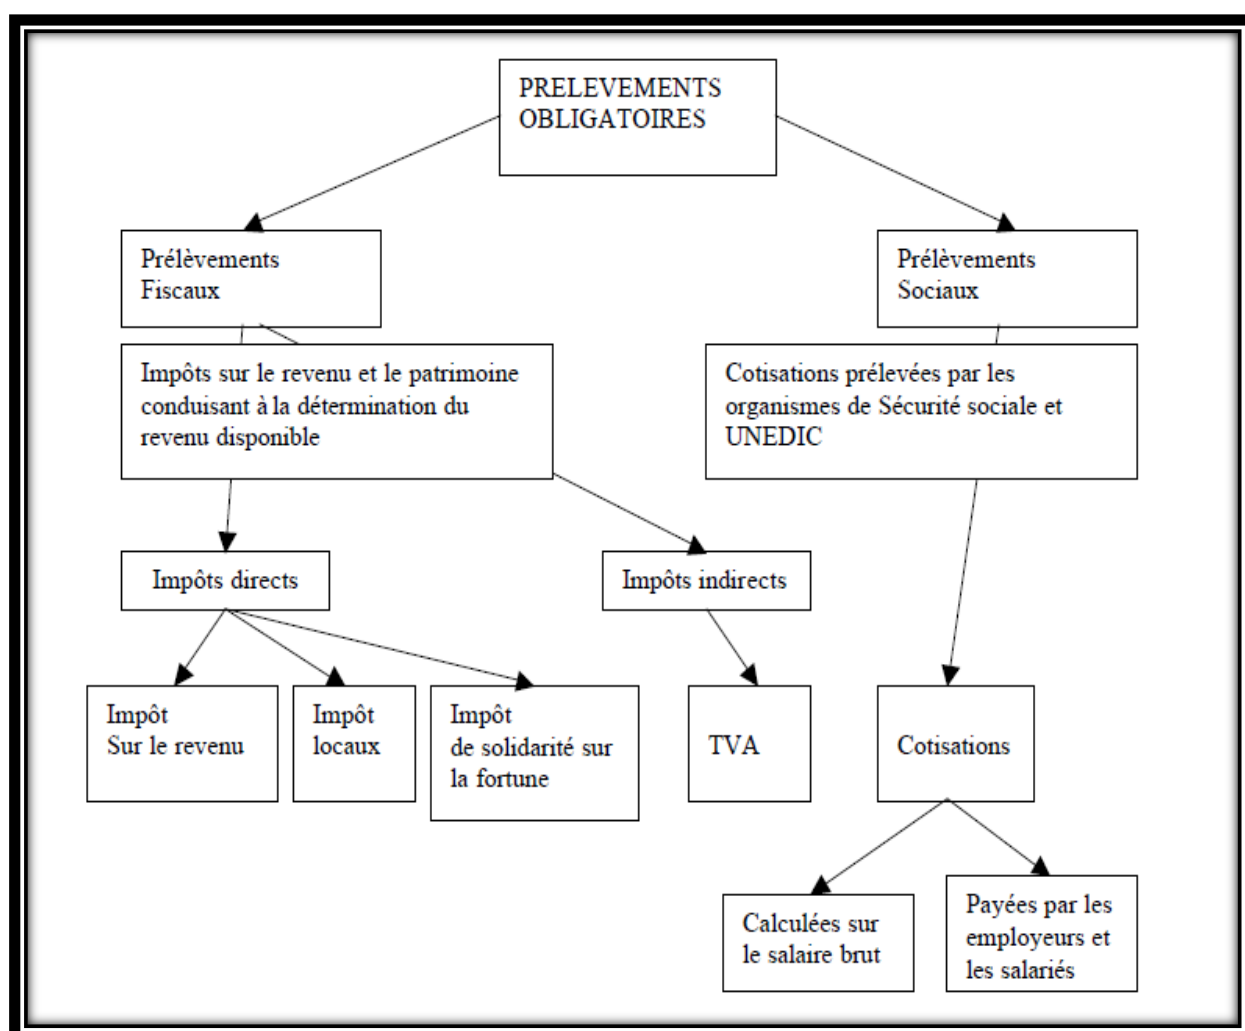 PRELEVEMENTS
OBLIGATOIRES
Prélèvements
Fiscaux
Prélèvements
Sociaux
Impôts sur le revenu et le patrimoine
conduisant à la détermination du
revenu disponible
Cotisations prélevées par les
organismes de Sécurité sociale et
UNEDIC
Impôts directs
Impôts indirects
Impôt
Sur le revenu
Impôt
locaux
Impôt
de solidarité sur
la fortune
TVA
Cotisations
Calculées sur
le salaire brut
Payées par les
employeurs et
les salariés